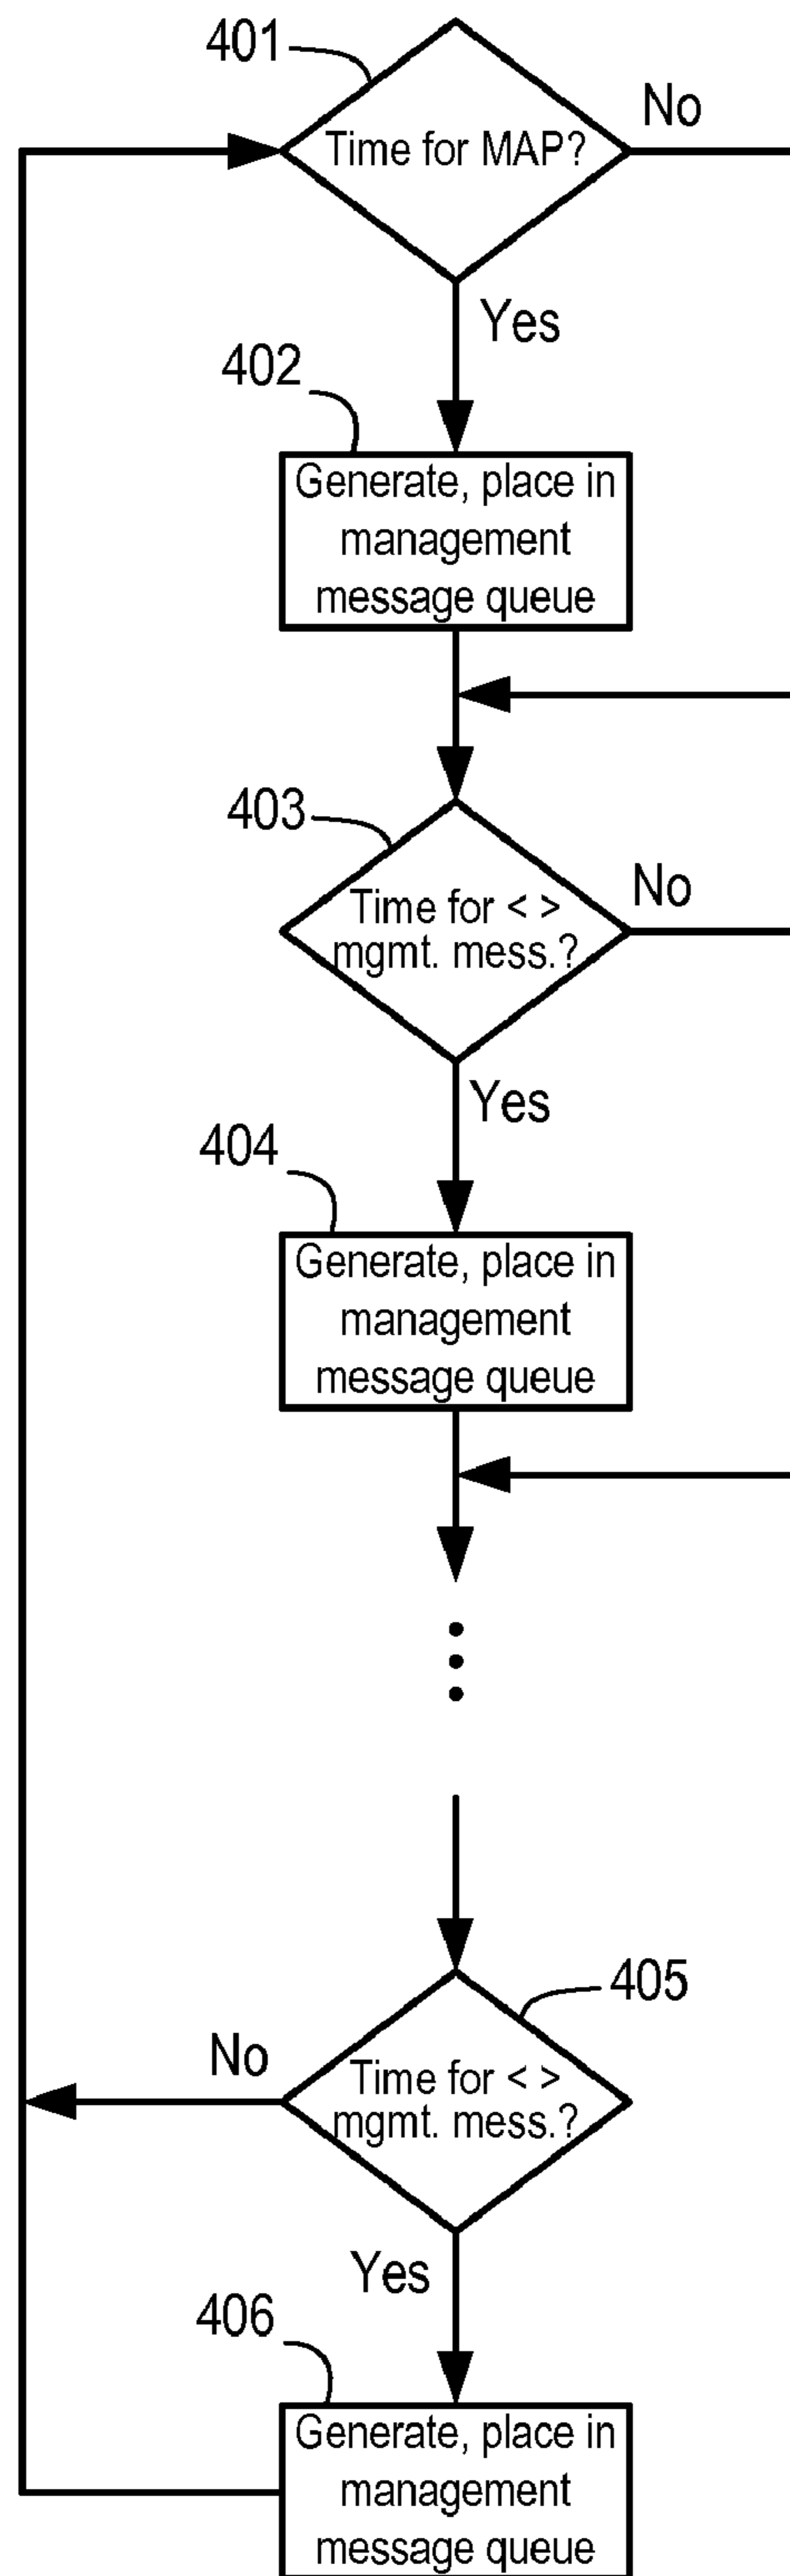 401
Time for MAP?
No
Yes
402
Generate, place in
management
message queue
403
Time for < >
mgmt. mess.?
No
Yes
404
Generate, place in
management
message queue
405
No
Time for < >
mgmt. mess.?
Yes
406
Generate, place in
management
message queue